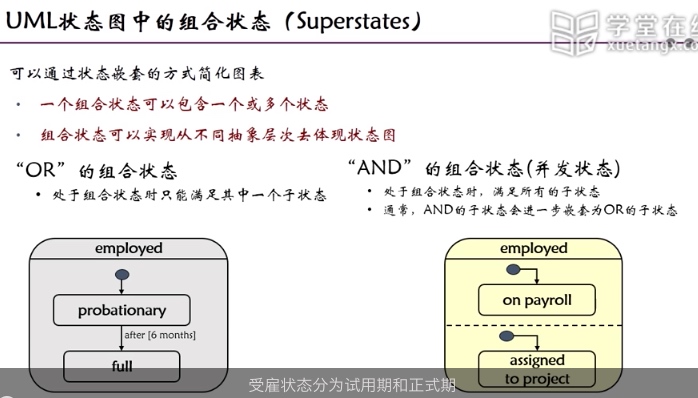 UML状态图中的组合状态（Superstates）
学堂在线
xuetangx.com
可以通过状态嵌套的方式简化图表
• 一个组合状态可以包含一个或多个状态
• 组合状态可以实现从不同抽象层次去体现状态图
“OR”的组合状态
• 处于组合状态时只能满足其中一个子状态
employed
probationary
after [6 months]
full
“AND”的组合状态(并发状态)
• 处于组合状态时，满足所有的子状态
• 通常，AND的子状态会进一步嵌套为OR的子状态
employed
on payroll
assigned
to project
受雇状态分为试用期和正式期